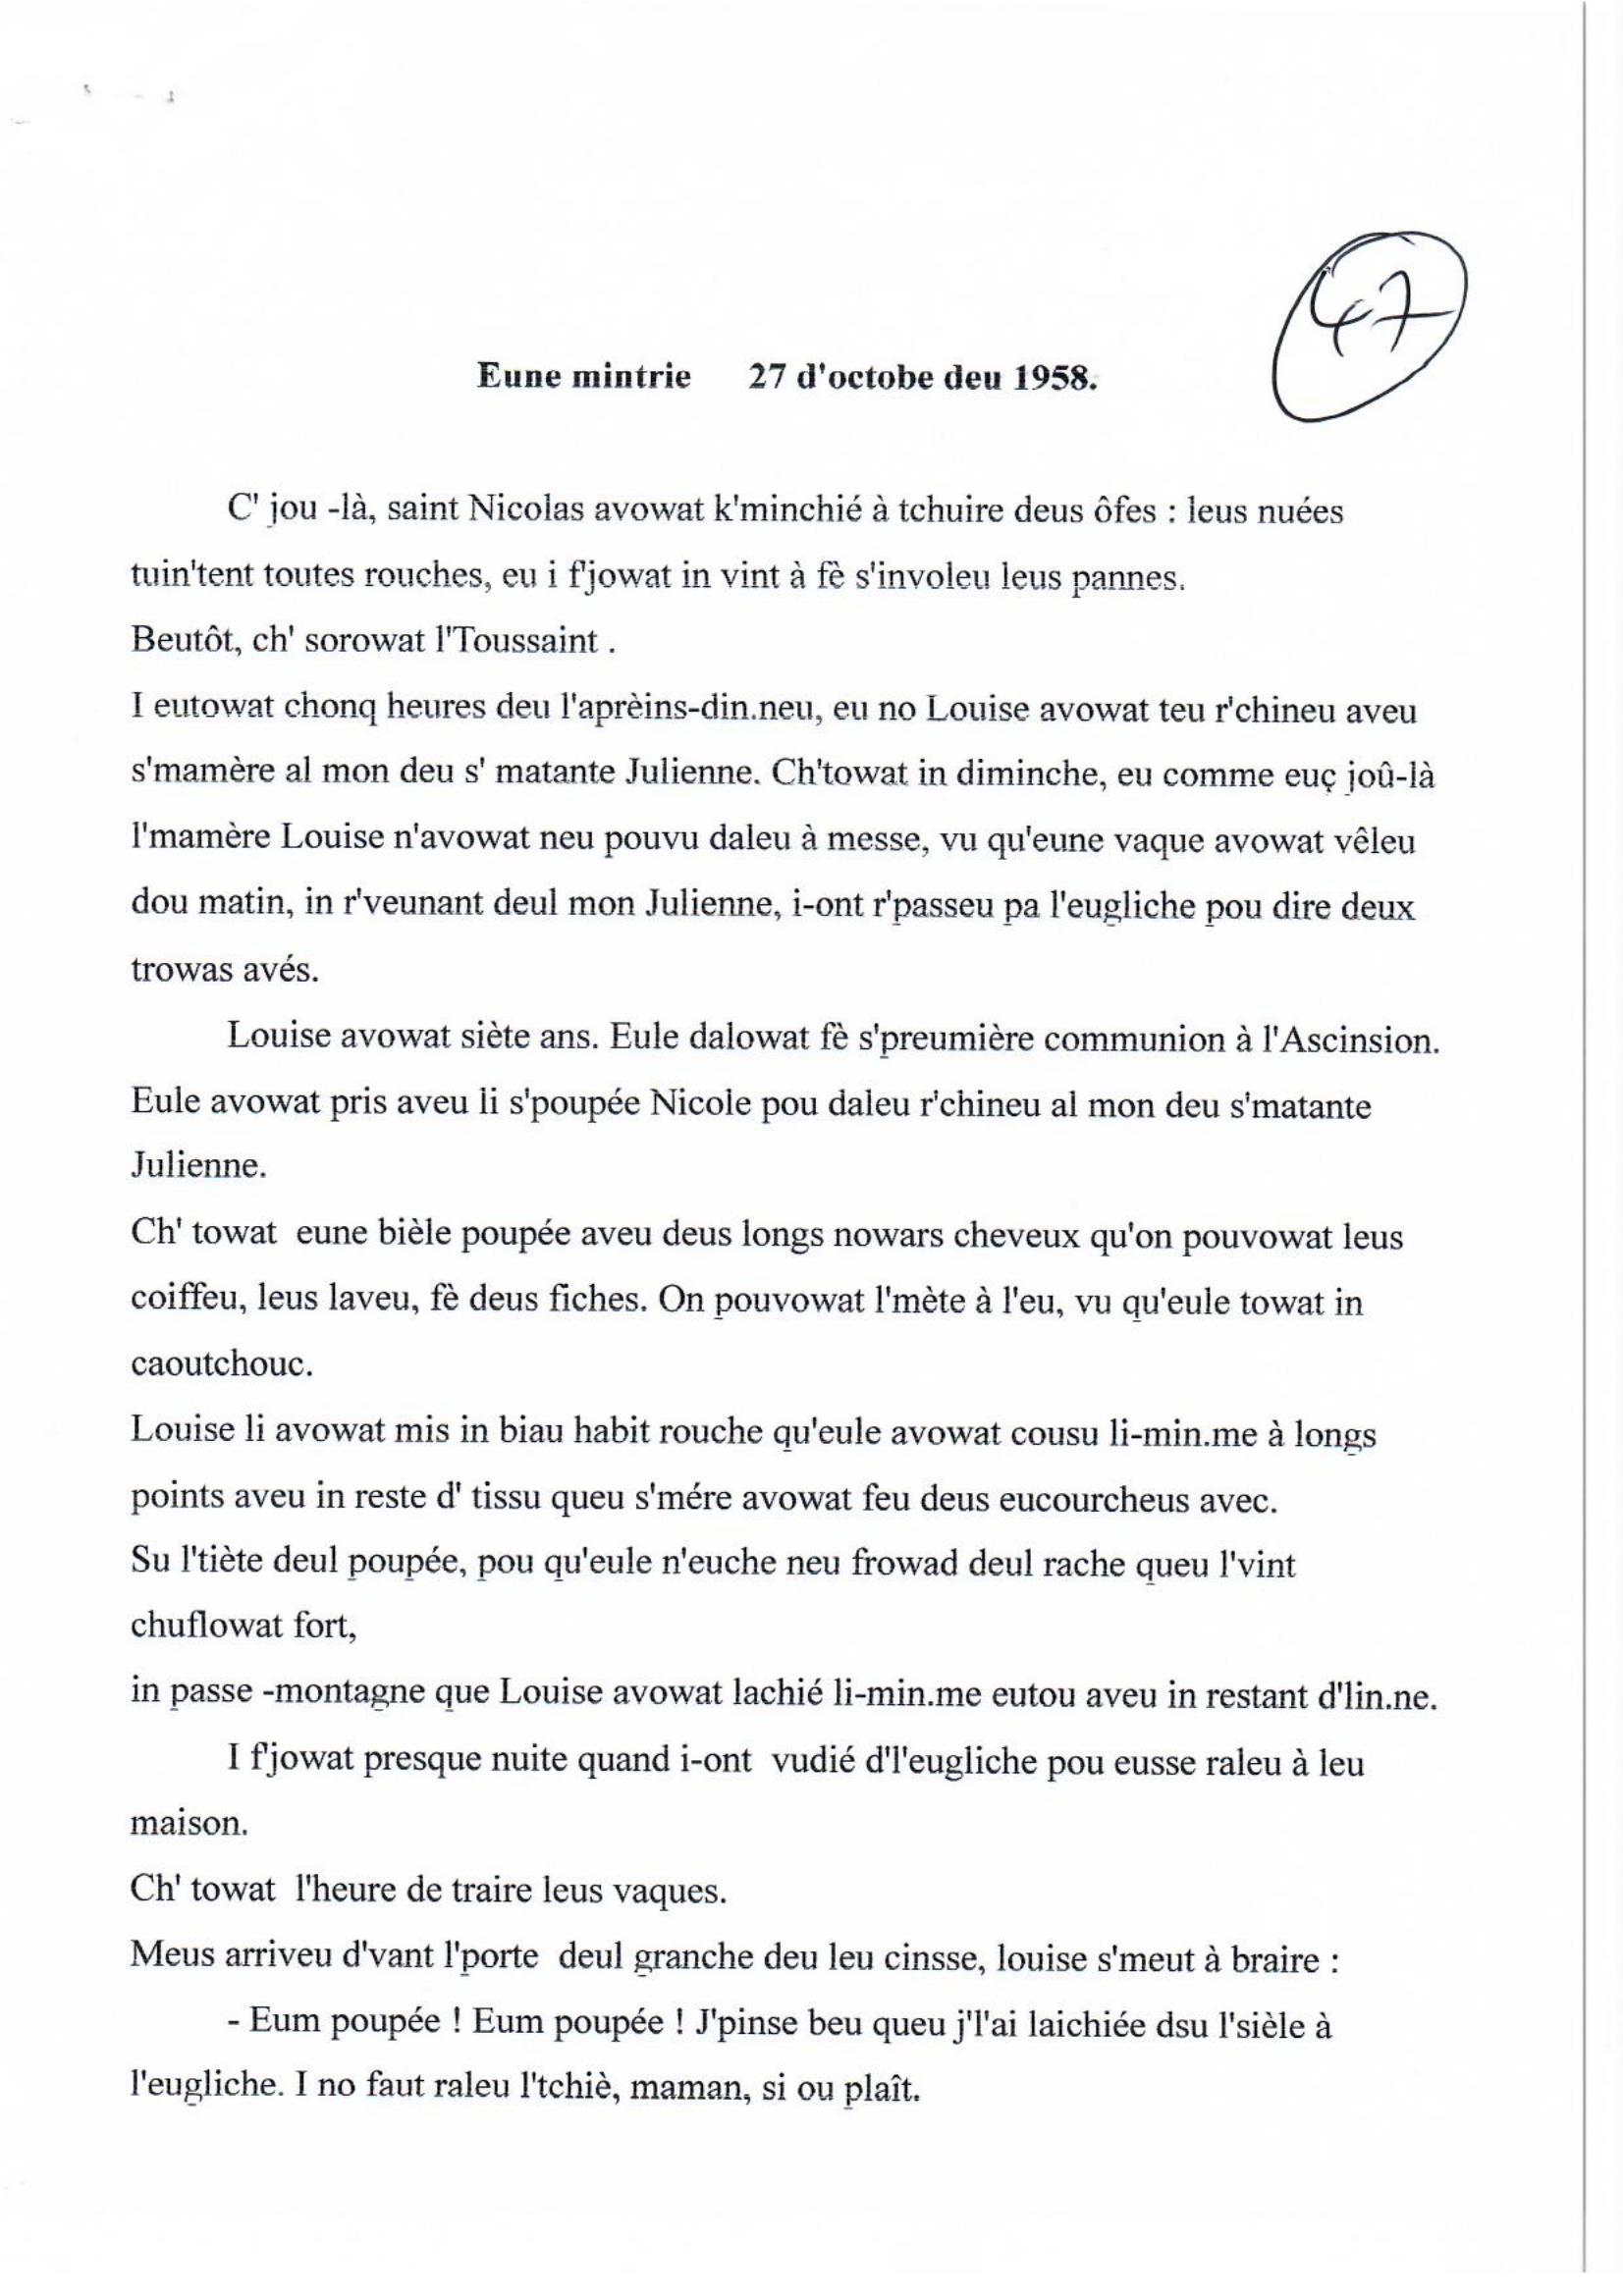 47
Eune mintrie 27 d'octobe deu 1958.
C' jou -là, saint Nicolas avowat k'minchié à tchuire deus ôfes : leus nuées
tuin'tent toutes rouches, eu i f'jowat in vint à fè s'involeu leus pannes.
Beutôt, ch' sorowat l'Toussaint .
I eutowat chonq heures deu l'aprèins-din.neu, eu no Louise avowat teu r'chineu aveu
s'mamère al mon deu s' matante Julienne. Ch'towat in diminche, eu comme euç joû-là
l'mamère Louise n'avowat neu pouvu daleu à messe, vu qu'eune vaque avowat vêleu
dou matin, in r'veunant deul mon Julienne, i-ont r'passeu pa l'eugliche pou dire deux
trowas avés.
Louise avowat siète ans. Eule dalowat fè s'preumière communion à l'Ascinsion.
Eule avowat pris aveu li s'poupée Nicole pou daleu r'chineu al mon deu s'matante
Julienne.
Ch' towat eune bièle poupée aveu deus longs nowars cheveux qu'on pouvowat leus
coiffeu, leus laveu, fè deus fiches. On pouvowat l'mète à l'eu, vu qu'eule towat in
caoutchouc.
Louise li avowat mis in biau habit rouche qu'eule avowat cousu li-min.me à longs
points aveu in reste d' tissu queu s'mére avowat feu deus eucourcheus avec.
Su l'tiète deul poupée, pou qu'eule n'euche neu frowad deul rache queu l'vint
chuflowat fort,
in passe -montagne que Louise avowat lachié li-min.me eutou aveu in restant d'lin.ne.
I f'jowat presque nuite quand i-ont vudié d'l'eugliche pou eusse raleu à leu
maison.
Ch' towat l'heure de traire leus vaques.
Meus arriveu d'vant l'porte deul granche deu leu cinsse, louise s'meut à braire :
- Eum poupée ! Eum poupée ! J'pinse beu queu j'l'ai laichiée dsu l'sièle à
l'eugliche. I no faut raleu l'tchiè, maman, si ou plaît.